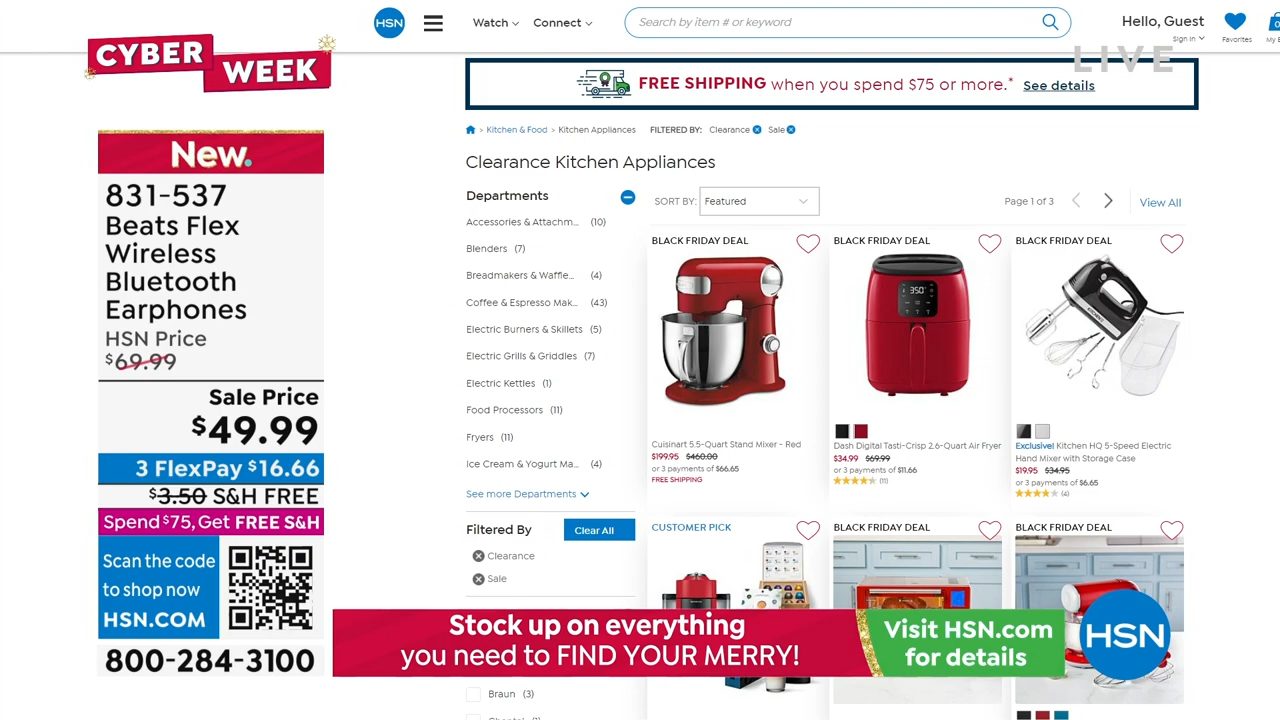 HSN
Watch
Connect
Search by item # or keyword
Hello, Guest
Sign In
Favorites
LIVE
CYBER
WEEK
FREE SHIPPING when you spend $75 or more.* See details
> Kitchen & Food > Kitchen Appliances FILTERED BY: Clearance Sale
Clearance Kitchen Appliances
New.
831-537
Beats Flex
Wireless
Bluetooth
Earphones
HSN Price
$69.99
Sale Price
$49.99
3 FlexPay $16.66
$3.50 S&H FREE
Spend $75, Get FREE S&H
Scan the code
to shop now
HSN.COM
800-284-3100
Departments
Accessories & Attachm... (10)
Blenders (7)
Breadmakers & Waffle... (4)
Coffee & Espresso Mak... (43)
Electric Burners & Skillets (5)
Electric Grills & Griddles (7)
Electric Kettles (1)
Food Processors (11)
Fryers (11)
Ice Cream & Yogurt Ma... (4)
See more Departments
Filtered By
Clear All
Clearance
Sale
Braun (3)
SORT BY: Featured
Page 1 of 3
View All
BLACK FRIDAY DEAL
Cuisinart 5.5-Quart Stand Mixer - Red
$199.95 $460.00
or 3 payments of $66.65
FREE SHIPPING
BLACK FRIDAY DEAL
350°
Dash Digital Tasti-Crisp 2.6-Quart Air Fryer
$34.99 $69.99
or 3 payments of $11.66
(11)
BLACK FRIDAY DEAL
Exclusive! Kitchen HQ 5-Speed Electric
Hand Mixer with Storage Case
$19.95 $34.95
or 3 payments of $6.65
(4)
CUSTOMER PICK
BLACK FRIDAY DEAL
BLACK FRIDAY DEAL
Stock up on everything
you need to FIND YOUR MERRY!
Visit HSN.com
for details
HSN